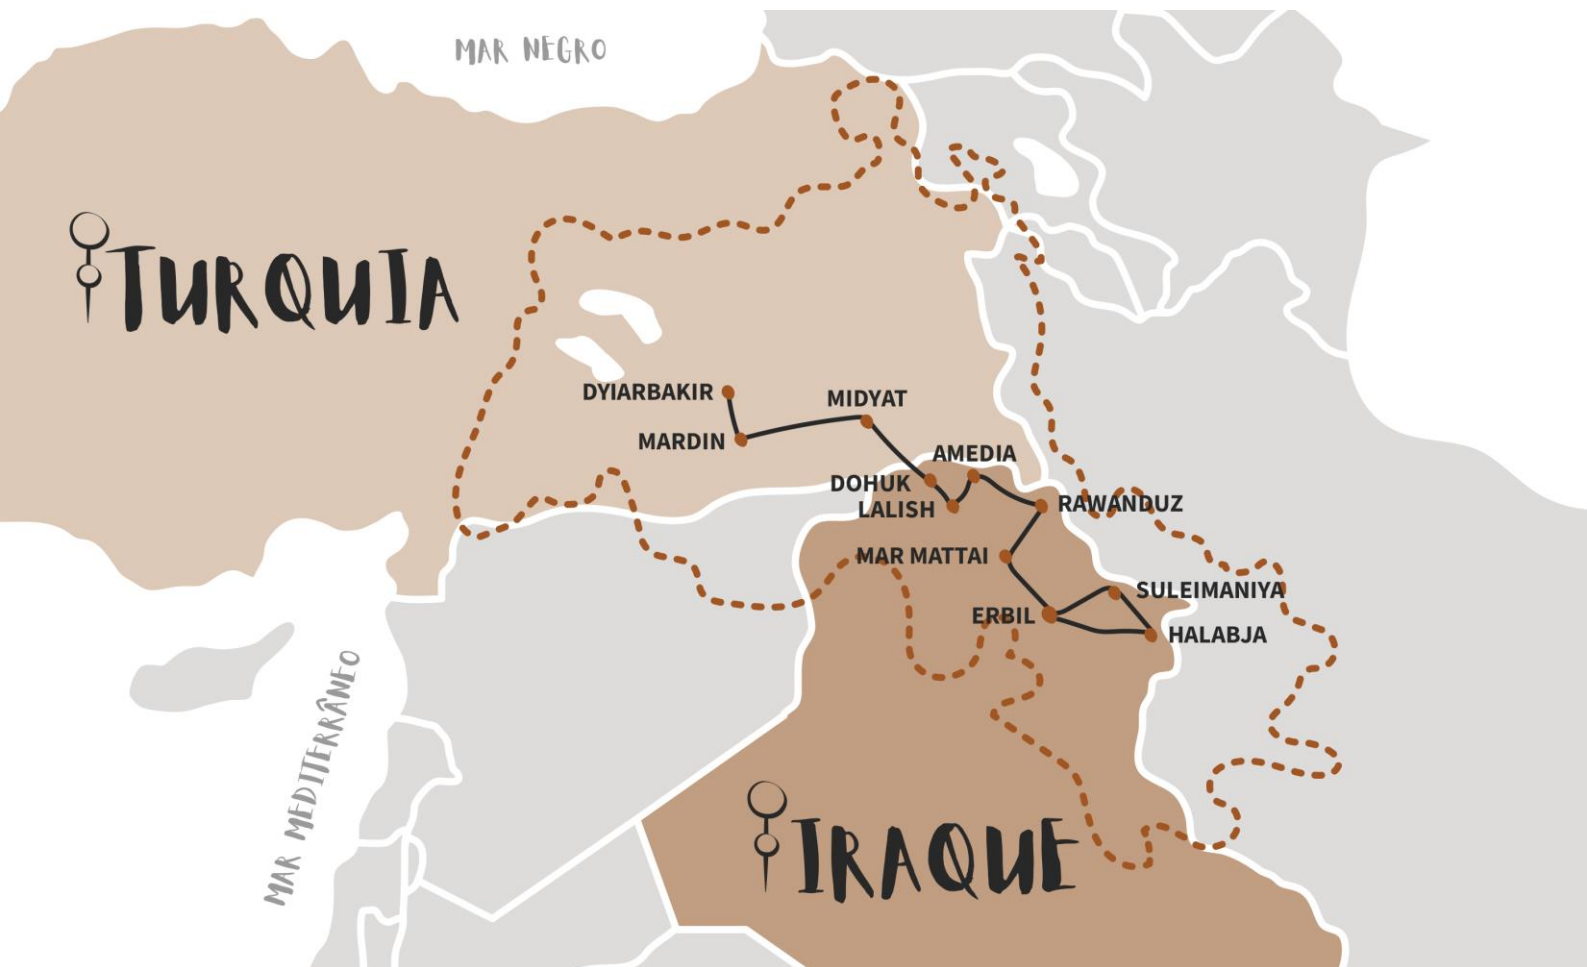 MAR NEGRO
TURQUIA
DYIARBAKIR
MIDYAT
MARDIN
AMEDIA
DOHUK
LALISH
RAWANDUZ
MAR MATTAI
SULEIMANIYA
ERBIL
HALABJA
MAR MEDITERRÂNEO
IRAQUE